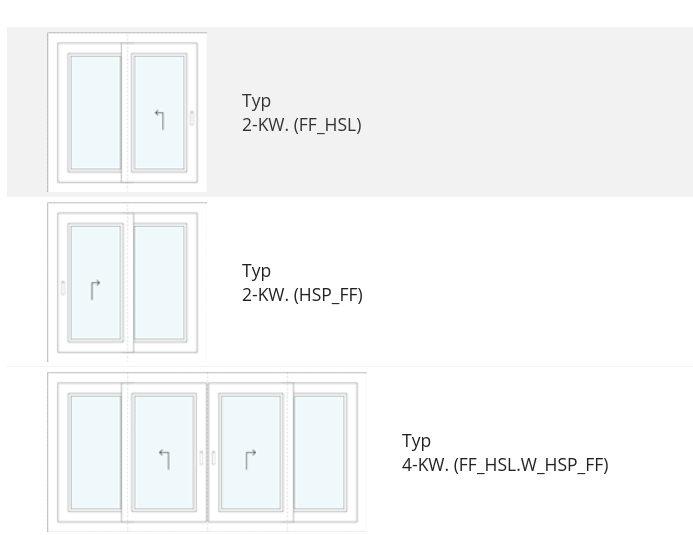 Typ
2-KW. (FF_HSL)
Typ
2-KW. (HSP_FF)
Typ
4-KW. (FF_HSL.W_HSP_FF)